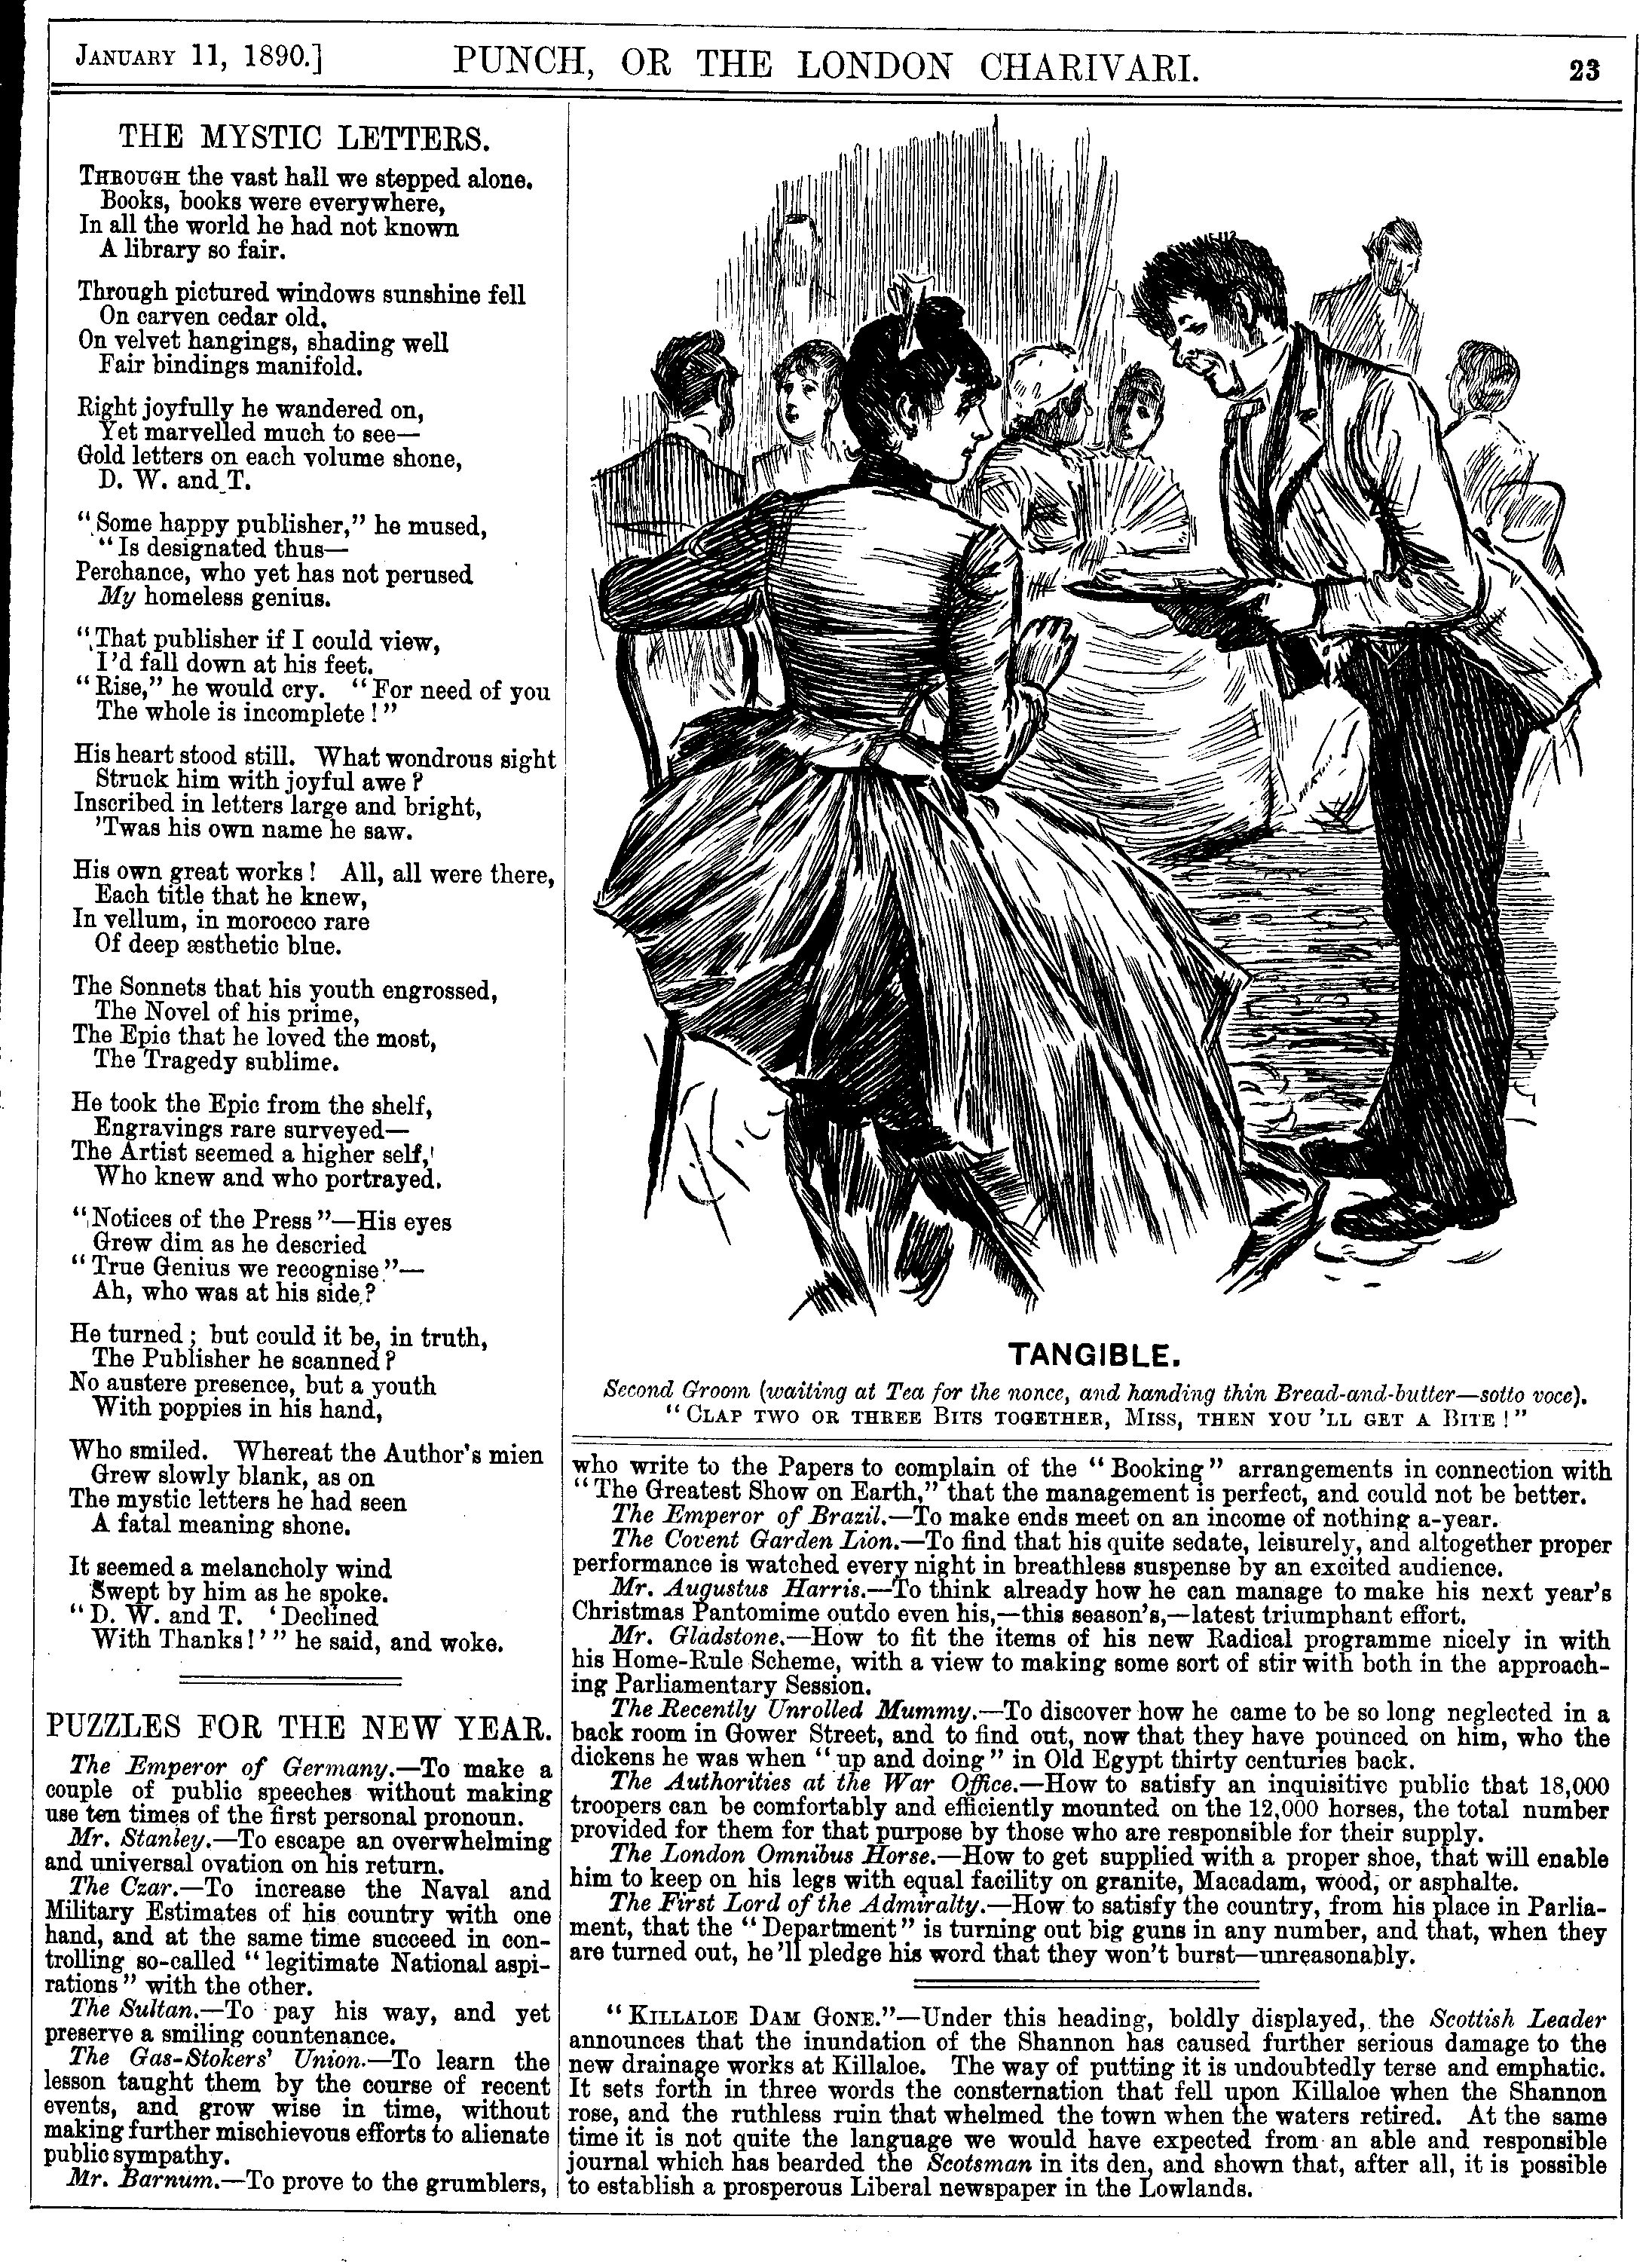 JANUARY 11, 1890.] PUNCH, OR THE LONDON CHARIVARI. 23
THE MYSTIC LETTERS.
THROUGH the vast hall we stepped alone.
Books, books were everywhere,
In all the world he had not known
A library so fair.
Through pictured windows sunshine fell
On carven cedar old,
On velvet hangings, shading well
Fair bindings manifold.
Right joyfully he wandered on,
Yet marvelled much to see—
Gold letters on each volume shone,
D. W. and T.
"Some happy publisher," he mused,
"Is designated thus—
Perchance, who yet has not perused
My homeless genius.
"That publisher if I could view,
I'd fall down at his feet.
"Rise," he would cry. "For need of you
The whole is incomplete!"
His heart stood still. What wondrous sight
Struck him with joyful awe?
Inscribed in letters large and bright,
'Twas his own name he saw.
His own great works! All, all were there,
Each title that he knew,
In vellum, in morocco rare
Of deep æsthetic blue.
The Sonnets that his youth engrossed,
The Novel of his prime,
The Epic that he loved the most,
The Tragedy sublime.
He took the Epic from the shelf,
Engravings rare surveyed—
The Artist seemed a higher self,
Who knew and who portrayed.
"Notices of the Press"—His eyes
Grew dim as he descried
"True Genius we recognise"—
Ah, who was at his side?
He turned; but could it be, in truth,
The Publisher he scanned?
No austere presence, but a youth
With poppies in his hand,
Who smiled. Whereat the Author's mien
Grew slowly blank, as on
The mystic letters he had seen
A fatal meaning shone.
It seemed a melancholy wind
Swept by him as he spoke.
"D. W. and T. 'Declined
With Thanks!'" he said, and woke.
PUZZLES FOR THE NEW YEAR.
The Emperor of Germany.—To make a
couple of public speeches without making
use ten times of the first personal pronoun.
Mr. Stanley.—To escape an overwhelming
and universal ovation on his return.
The Czar.—To increase the Naval and
Military Estimates of his country with one
hand, and at the same time succeed in con-
trolling so-called "legitimate National aspi-
rations" with the other.
The Sultan.—To pay his way, and yet
preserve a smiling countenance.
The Gas-Stokers' Union.—To learn the
lesson taught them by the course of recent
events, and grow wise in time, without
making further mischievous efforts to alienate
public sympathy.
Mr. Barnum.—To prove to the grumblers,
TANGIBLE.
Second Groom (waiting at Tea for the nonce, and handing thin Bread-and-butter—sotto voce).
"CLAP TWO OR THREE BITS TOGETHER, MISS, THEN YOU'LL GET A BITE!"
who write to the Papers to complain of the "Booking" arrangements in connection with
"The Greatest Show on Earth," that the management is perfect, and could not be better.
The Emperor of Brazil.—To make ends meet on an income of nothing a-year.
The Covent Garden Lion.—To find that his quite sedate, leisurely, and altogether proper
performance is watched every night in breathless suspense by an excited audience.
Mr. Augustus Harris.—To think already how he can manage to make his next year's
Christmas Pantomime outdo even his,—this season's,—latest triumphant effort.
Mr. Gladstone.—How to fit the items of his new Radical programme nicely in with
his Home-Rule Scheme, with a view to making some sort of stir with both in the approach-
ing Parliamentary Session.
The Recently Unrolled Mummy.—To discover how he came to be so long neglected in a
back room in Gower Street, and to find out, now that they have pounced on him, who the
dickens he was when "up and doing" in Old Egypt thirty centuries back.
The Authorities at the War Office.—How to satisfy an inquisitive public that 18,000
troopers can be comfortably and efficiently mounted on the 12,000 horses, the total number
provided for them for that purpose by those who are responsible for their supply.
The London Omnibus Horse.—How to get supplied with a proper shoe, that will enable
him to keep on his legs with equal facility on granite, Macadam, wood, or asphalte.
The First Lord of the Admiralty.—How to satisfy the country, from his place in Parlia-
ment, that the "Department" is turning out big guns in any number, and that, when they
are turned out, he'll pledge his word that they won't burst—unreasonably.
"KILLALOE DAM GONE."—Under this heading, boldly displayed, the Scottish Leader
announces that the inundation of the Shannon has caused further serious damage to the
new drainage works at Killaloe. The way of putting it is undoubtedly terse and emphatic.
It sets forth in three words the consternation that fell upon Killaloe when the Shannon
rose, and the ruthless ruin that whelmed the town when the waters retired. At the same
time it is not quite the language we would have expected from an able and responsible
journal which has bearded the Scotsman in its den, and shown that, after all, it is possible
to establish a prosperous Liberal newspaper in the Lowlands.